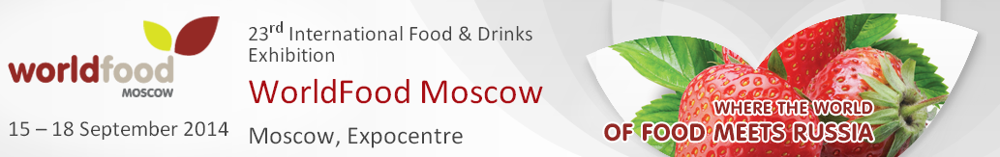 worldfood
MOSCOW
15 – 18 September 2014
23rd International Food & Drinks
Exhibition
WorldFood Moscow
Moscow, Expocentre
WHERE THE WORLD
OF FOOD MEETS RUSSIA